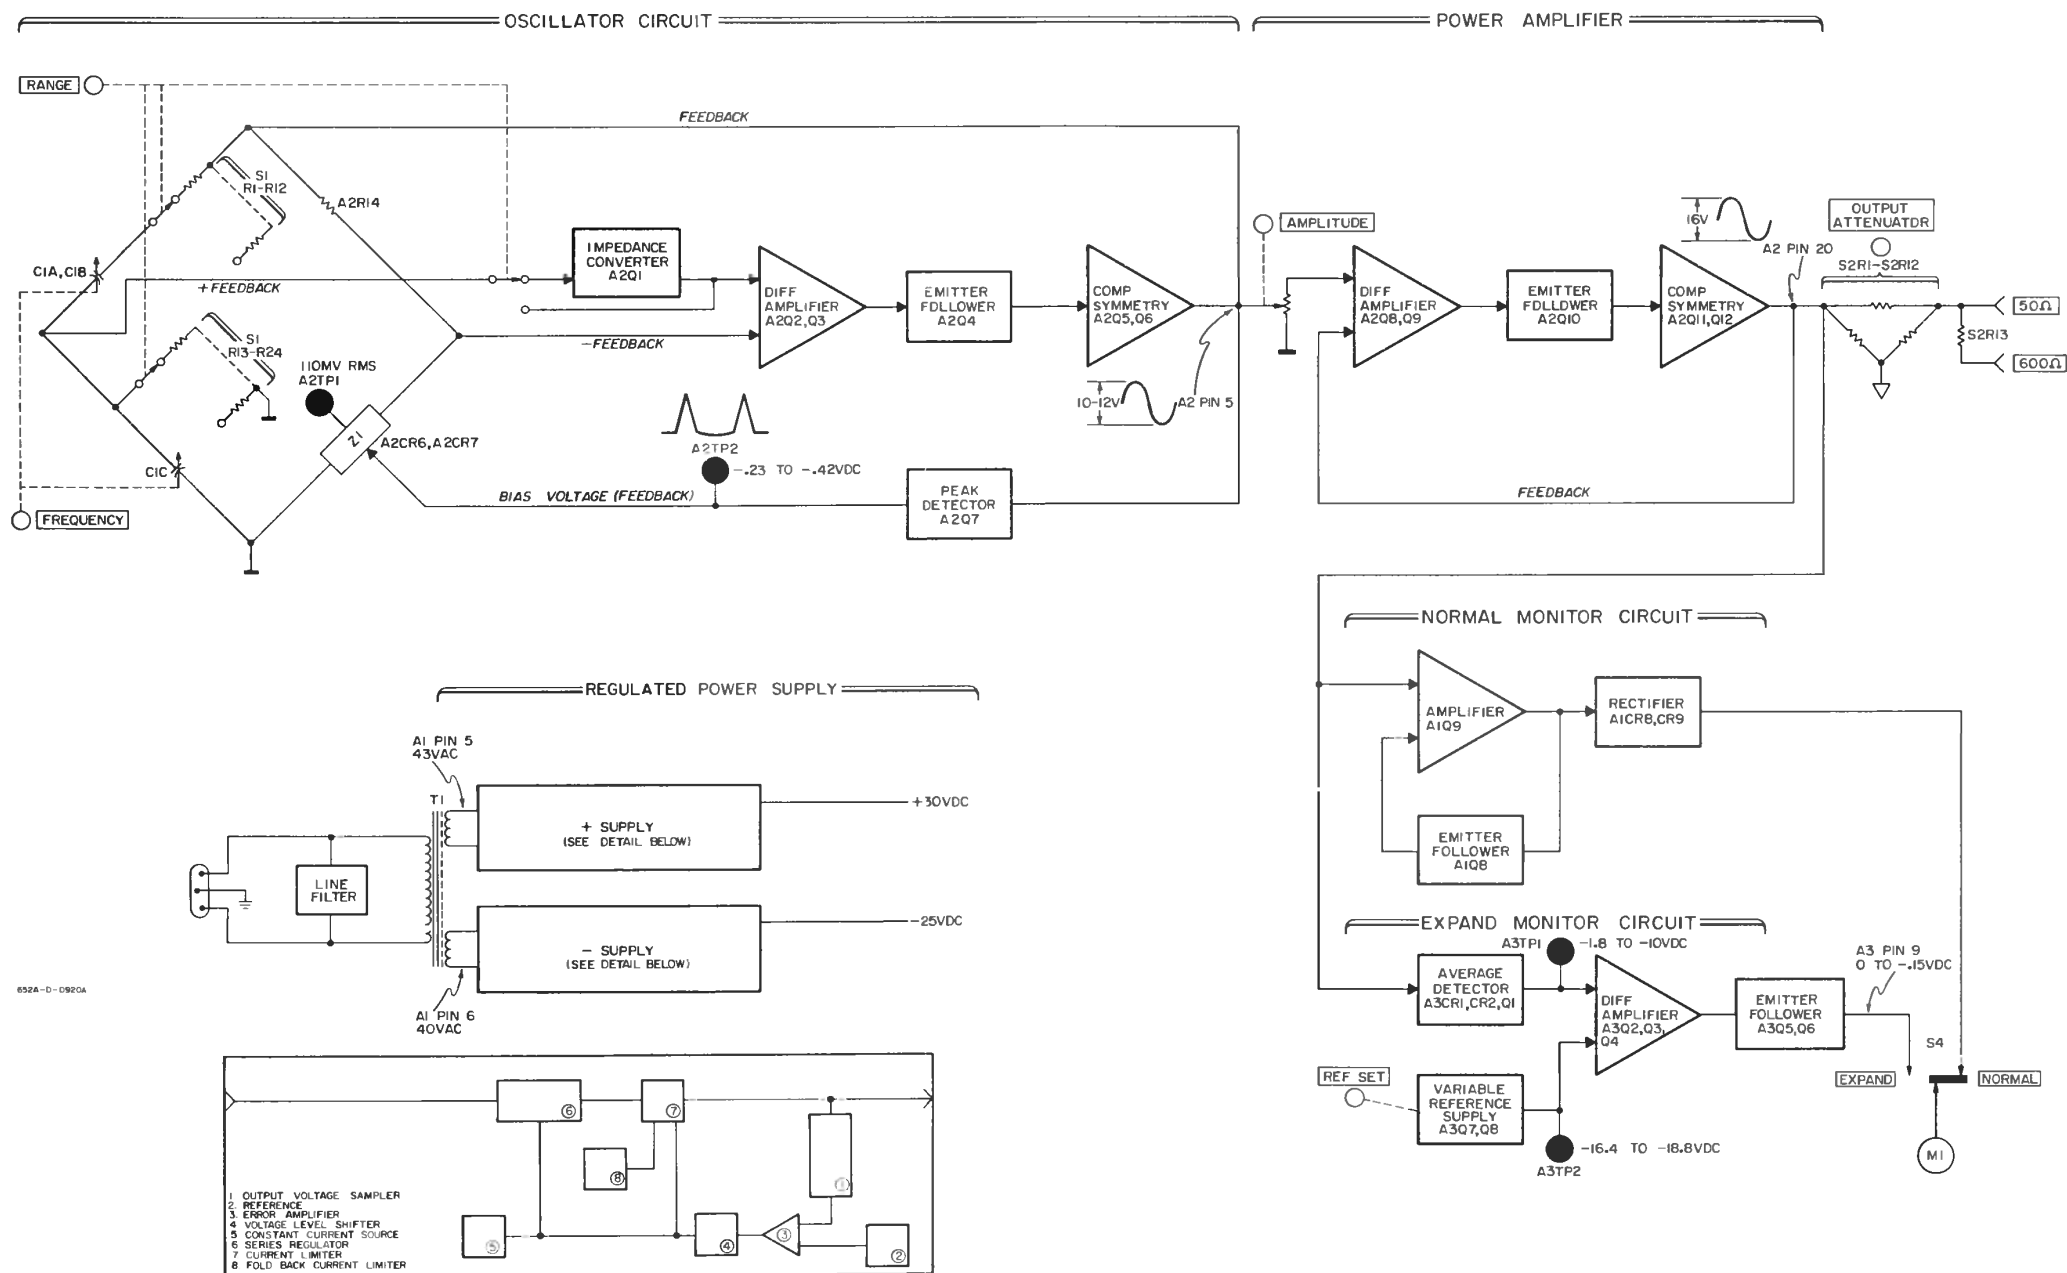 OSCILLATOR CIRCUIT
POWER AMPLIFIER
RANGE
FEEDBACK
S1
R1-R12
A2R14
C1A, C1B
+FEEDBACK
IMPEDANCE
CONVERTER
A2Q1
DIFF
AMPLIFIER
A2Q2,Q3
EMITTER
FDLLOWER
A2Q4
COMP
SYMMETRY
A2Q5,Q6
AMPLITUDE
DIFF
AMPLIFIER
A2Q8,Q9
EMITTER
FDLLDWER
A2Q10
COMP
SYMMETRY
A2Q11,Q12
16V
A2 PIN 20
OUTPUT
ATTENUATDR
S2R1-S2R12
50Ω
S2R13
600Ω
-FEEDBACK
S1
R13-R24
110MV RMS
A2TP1
Z1
A2CR6,A2CR7
C1C
FREQUENCY
A2TP2
-.23 TO -.42VDC
BIAS VOLTAGE (FEEDBACK)
PEAK
DETECTOR
A2Q7
10-12V
A2 PIN 5
FEEDBACK
NORMAL MONITOR CIRCUIT
AMPLIFIER
A1Q9
RECTIFIER
A1CR8,CR9
EMITTER
FOLLOWER
A1Q8
REGULATED POWER SUPPLY
A1 PIN 5
43VAC
T1
+ SUPPLY
(SEE DETAIL BELOW)
+30VDC
LINE
FILTER
- SUPPLY
(SEE DETAIL BELOW)
-25VDC
A1 PIN 6
40VAC
652A-D-D920A
EXPAND MONITOR CIRCUIT
A3TP1
-1.8 TO -10VDC
AVERAGE
DETECTOR
A3CR1,CR2,Q1
DIFF
AMPLIFIER
A3Q2,Q3,
Q4
EMITTER
FOLLOWER
A3Q5,Q6
A3 PIN 9
0 TO -.15VDC
S4
EXPAND
NORMAL
REF SET
VARIABLE
REFERENCE
SUPPLY
A3Q7,Q8
-16.4 TO -18.8VDC
A3TP2
M1
6
7
8
1
5
4
3
2
1 OUTPUT VOLTAGE SAMPLER
2. REFERENCE
3. ERROR AMPLIFIER
4 VOLTAGE LEVEL SHIFTER
5 CONSTANT CURRENT SOURCE
6 SERIES REGULATOR
7 CURRENT LIMITER
8 FOLD BACK CURRENT LIMITER